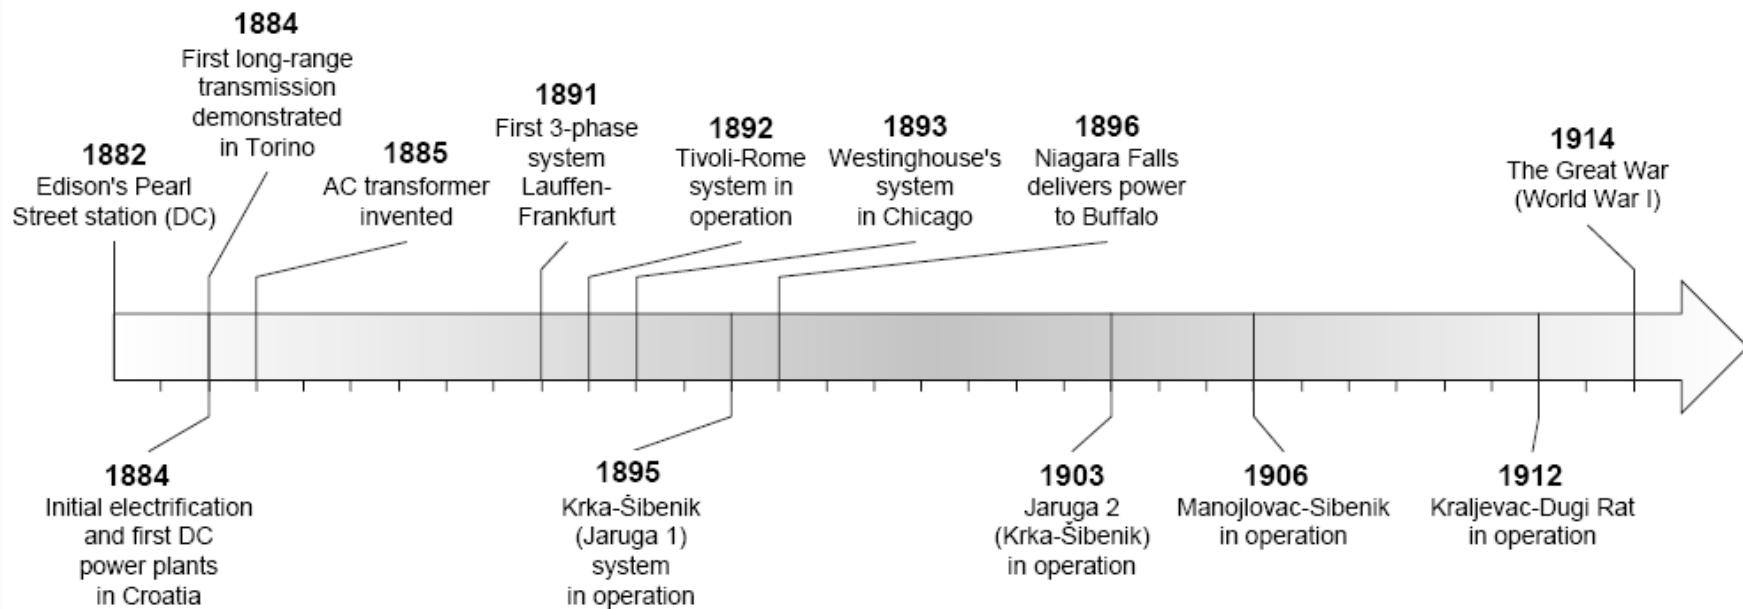 1882
Edison's Pearl
Street station (DC)
1884
First long-range
transmission
demonstrated
in Torino
1885
AC transformer
invented
1891
First 3-phase
system
Lauffen-
Frankfurt
1892
Tivoli-Rome
system in
operation
1893
Westinghouse's
system
in Chicago
1896
Niagara Falls
delivers power
to Buffalo
1914
The Great War
(World War I)
1884
Initial electrification
and first DC
power plants
in Croatia
1895
Krka-Šibenik
(Jaruga 1)
system
in operation
1903
Jaruga 2
(Krka-Šibenik)
in operation
1906
Manojlovac-Sibenik
in operation
1912
Kraljevac-Dugi Rat
in operation